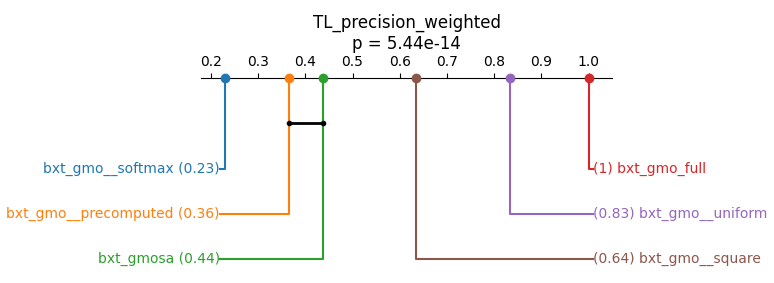 TL_precision_weighted
p = 5.44e-14
0.2 0.3 0.4 0.5 0.6 0.7 0.8 0.9 1.0
bxt_gmo__softmax (0.23)
(1) bxt_gmo_full
bxt_gmo__precomputed (0.36)
(0.83) bxt_gmo__uniform
bxt_gmosa (0.44)
(0.64) bxt_gmo__square